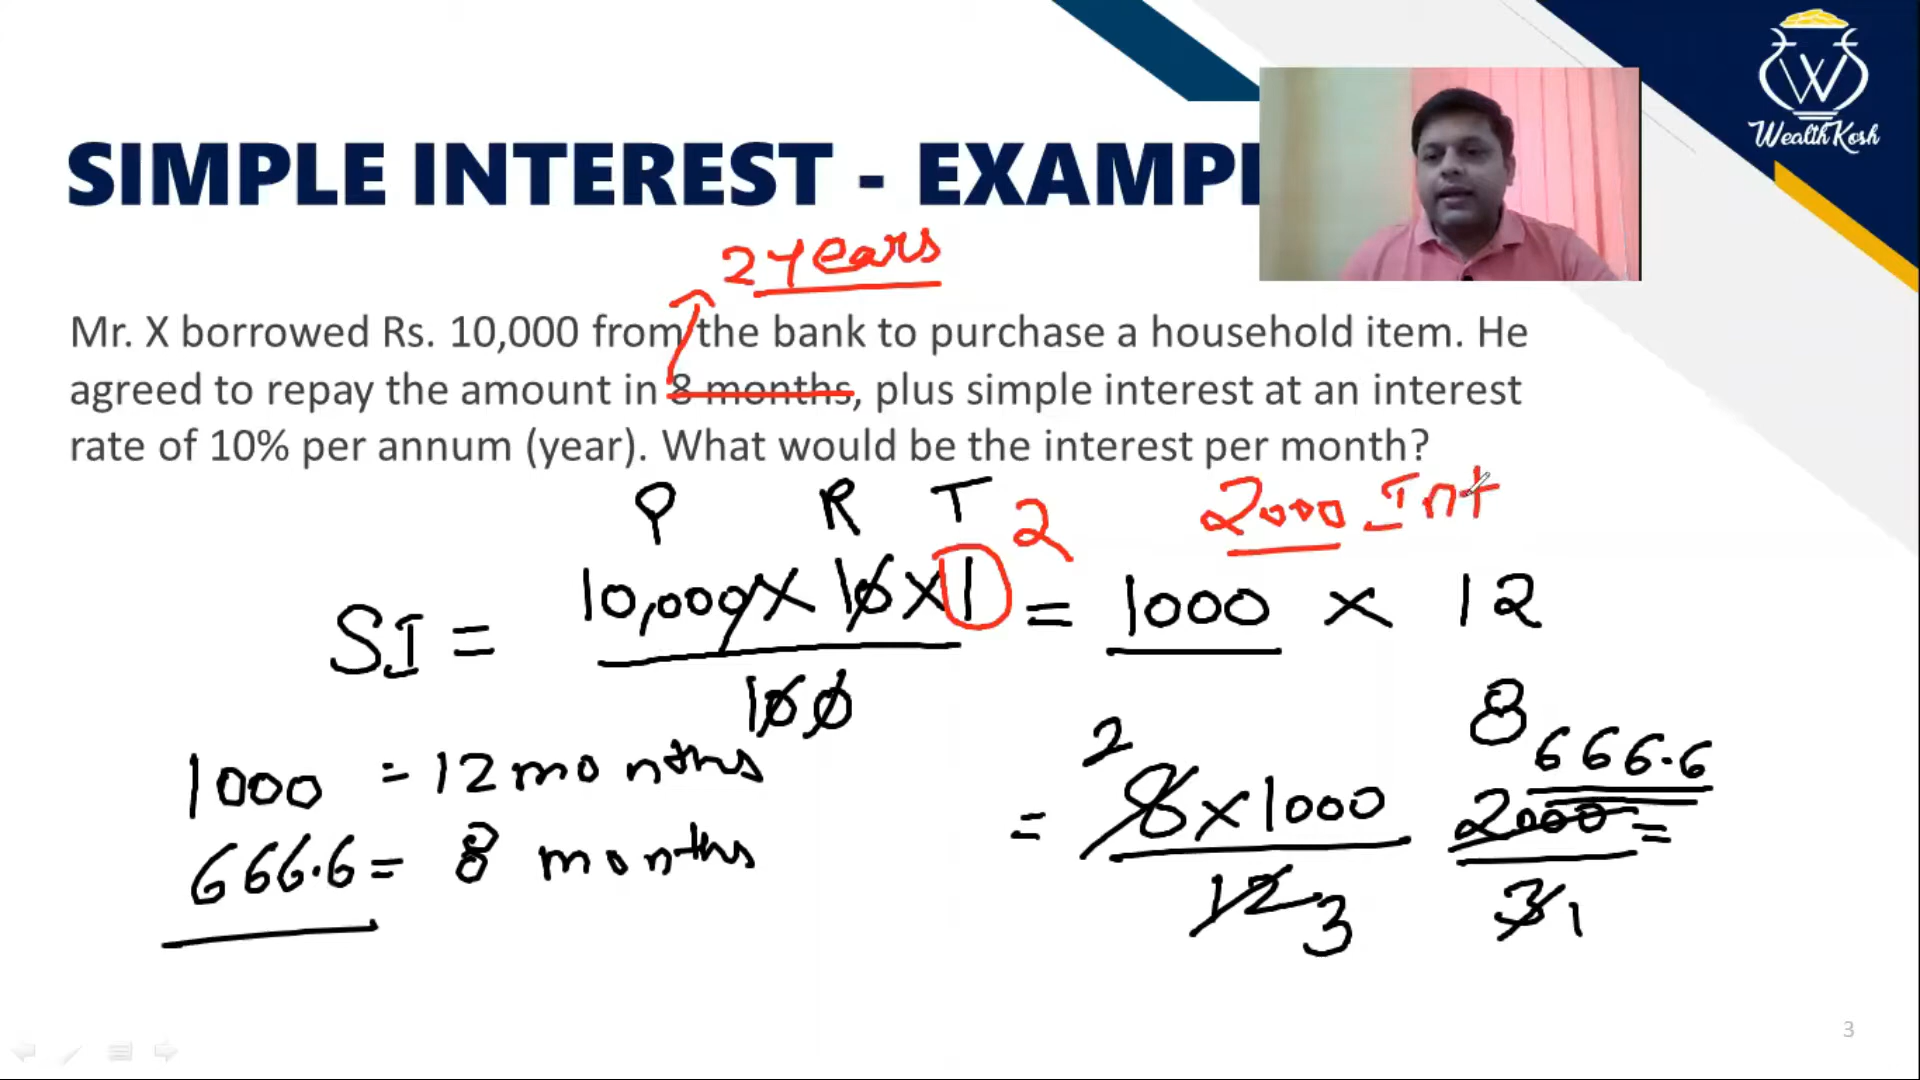 WealthKosh
SIMPLE INTEREST - EXAMPL
2 years
Mr. X borrowed Rs. 10,000 from the bank to purchase a household item. He
agreed to repay the amount in 8 months, plus simple interest at an interest
rate of 10% per annum (year). What would be the interest per month?
P R T 2 2000 Int
SI = 10,000 x 10 x 1 = 1000 x 12
100
8
1000 = 12 months
666.6 = 8 months
2 666.6
= 8 x 1000 2000 =
12 3 3 1
3